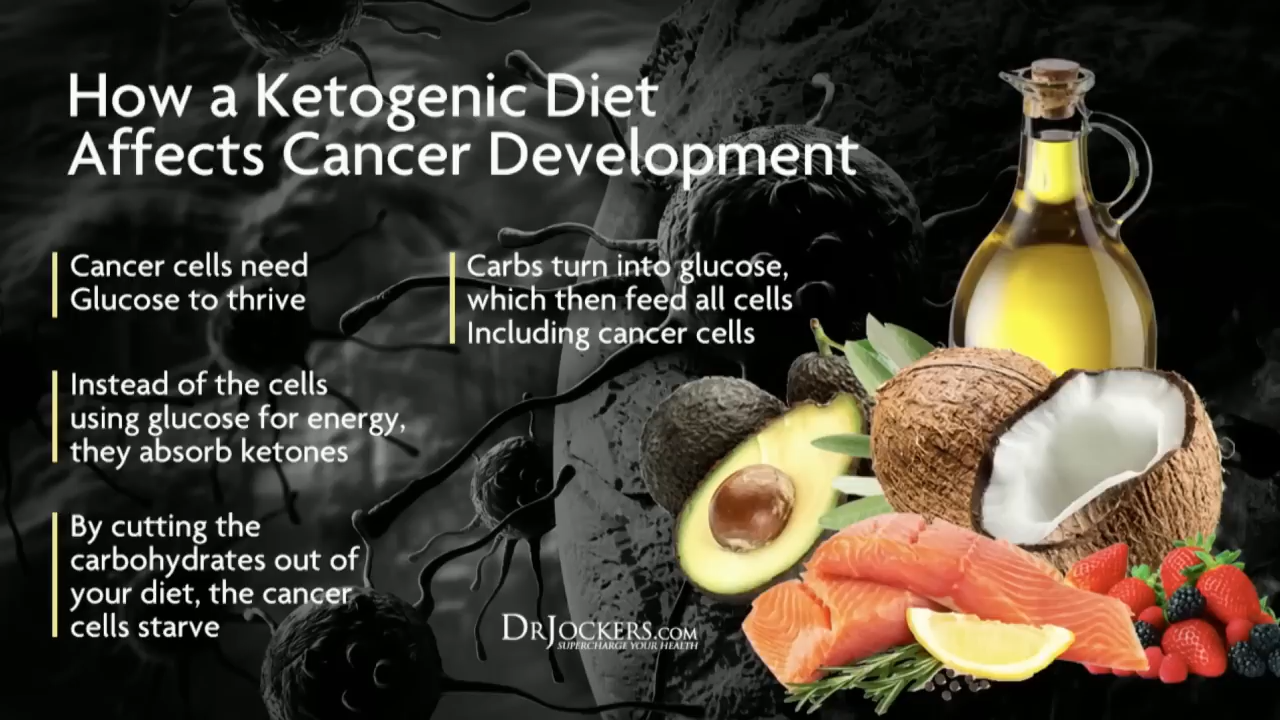 How a Ketogenic Diet
Affects Cancer Development
Cancer cells need
Glucose to thrive
Instead of the cells
using glucose for energy,
they absorb ketones
By cutting the
carbohydrates out of
your diet, the cancer
cells starve
Carbs turn into glucose,
which then feed all cells
Including cancer cells
DRJOCKERS.COM
SUPERCHARGE YOUR HEALTH